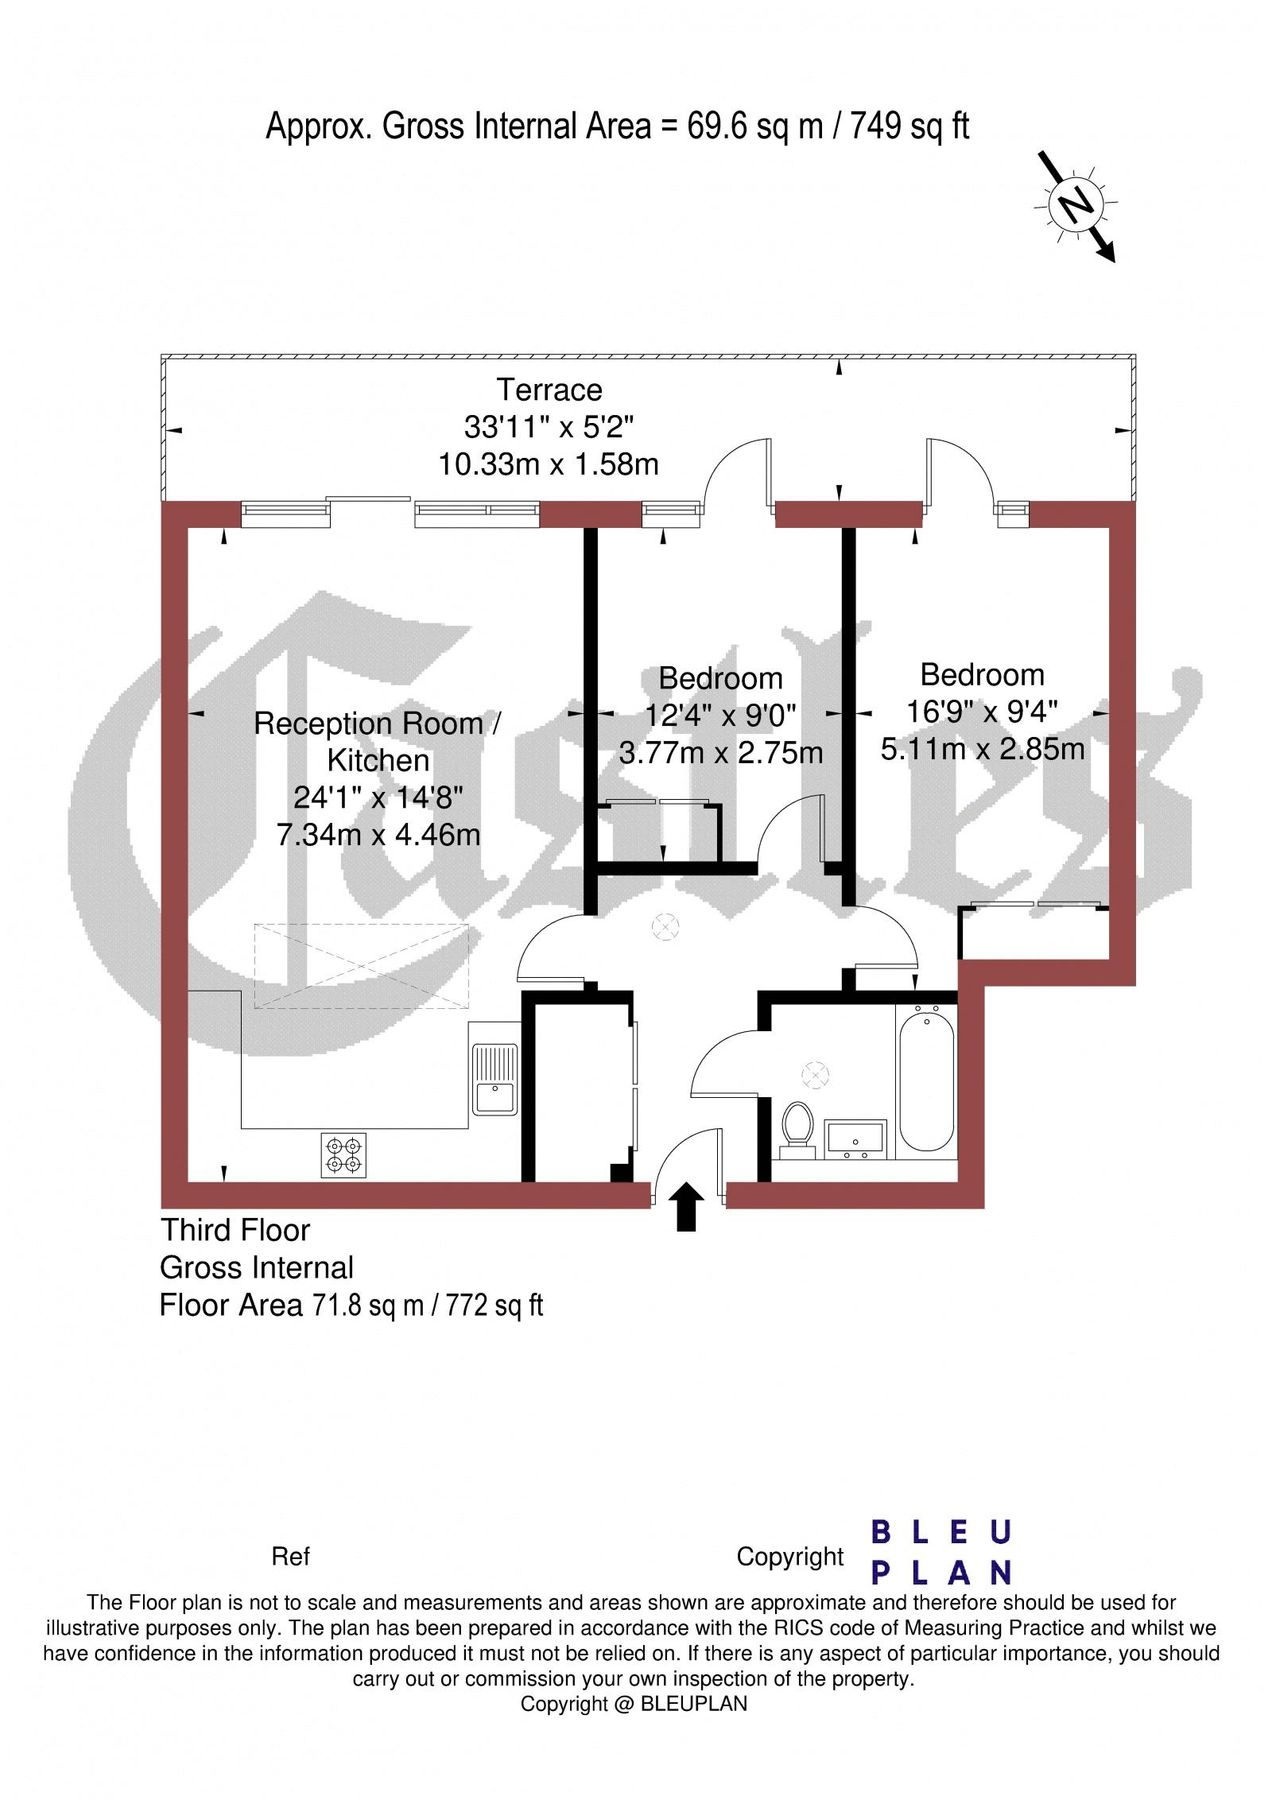 Approx. Gross Internal Area = 69.6 sq m / 749 sq ft
N
Terrace
33'11" x 5'2"
10.33m x 1.58m
Castles
Bedroom
12'4" x 9'0"
3.77m x 2.75m
Bedroom
16'9" x 9'4"
5.11m x 2.85m
Reception Room /
Kitchen
24'1" x 14'8"
7.34m x 4.46m
Third Floor
Gross Internal
Floor Area 71.8 sq m / 772 sq ft
Ref
Copyright
BLEU
PLAN
The Floor plan is not to scale and measurements and areas shown are approximate and therefore should be used for
illustrative purposes only. The plan has been prepared in accordance with the RICS code of Measuring Practice and whilst we
have confidence in the information produced it must not be relied on. If there is any aspect of particular importance, you should
carry out or commission your own inspection of the property.
Copyright @ BLEUPLAN